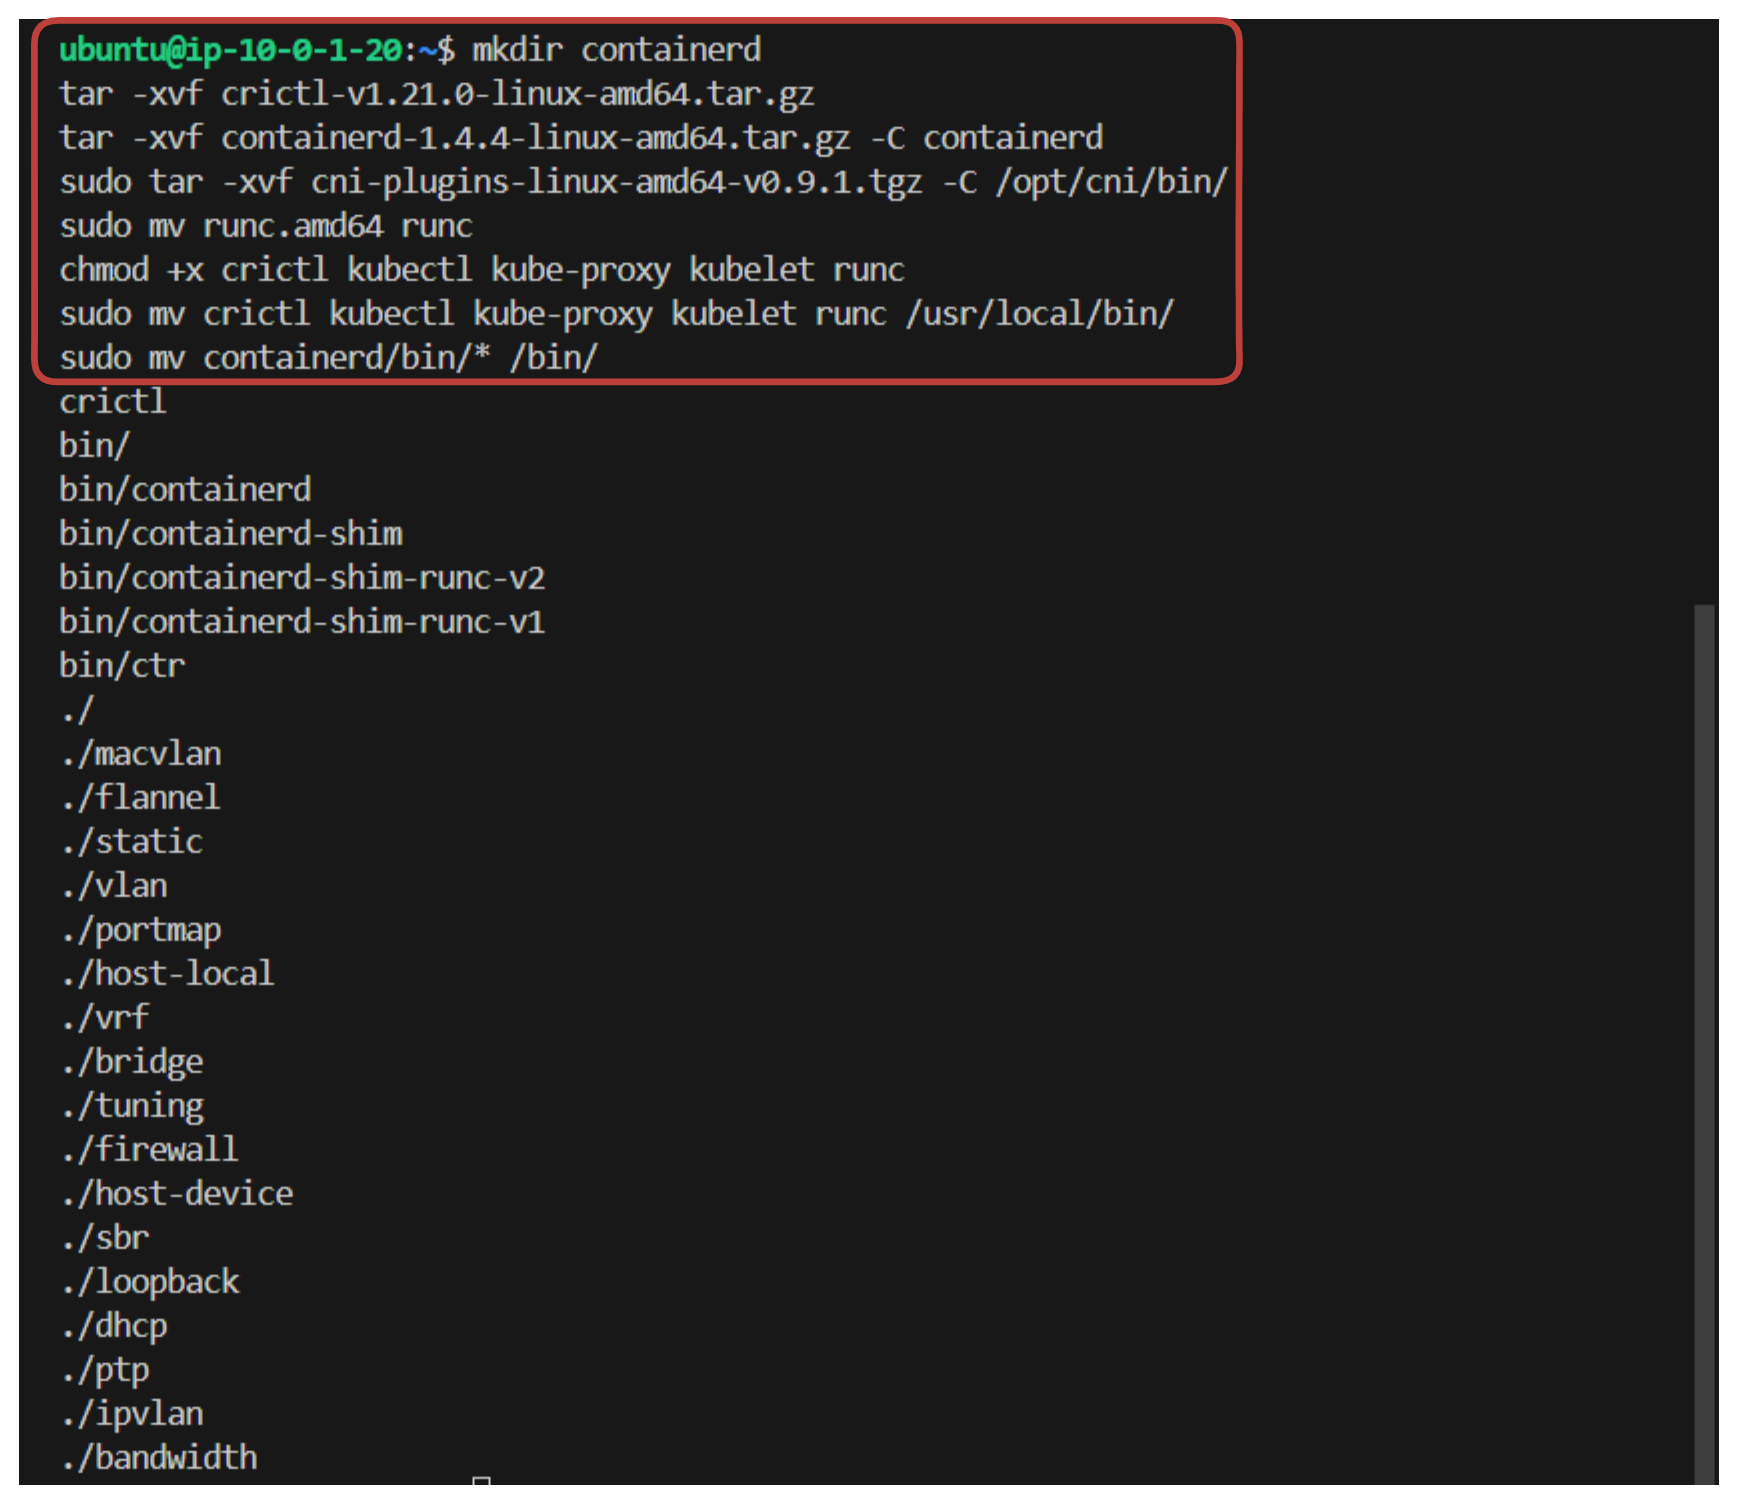 ubuntu@ip-10-0-1-20:~$ mkdir containerd
tar -xvf crictl-v1.21.0-linux-amd64.tar.gz
tar -xvf containerd-1.4.4-linux-amd64.tar.gz -C containerd
sudo tar -xvf cni-plugins-linux-amd64-v0.9.1.tgz -C /opt/cni/bin/
sudo mv runc.amd64 runc
chmod +x crictl kubectl kube-proxy kubelet runc
sudo mv crictl kubectl kube-proxy kubelet runc /usr/local/bin/
sudo mv containerd/bin/* /bin/
crictl
bin/
bin/containerd
bin/containerd-shim
bin/containerd-shim-runc-v2
bin/containerd-shim-runc-v1
bin/ctr
./
./macvlan
./flannel
./static
./vlan
./portmap
./host-local
./vrf
./bridge
./tuning
./firewall
./host-device
./sbr
./loopback
./dhcp
./ptp
./ipvlan
./bandwidth